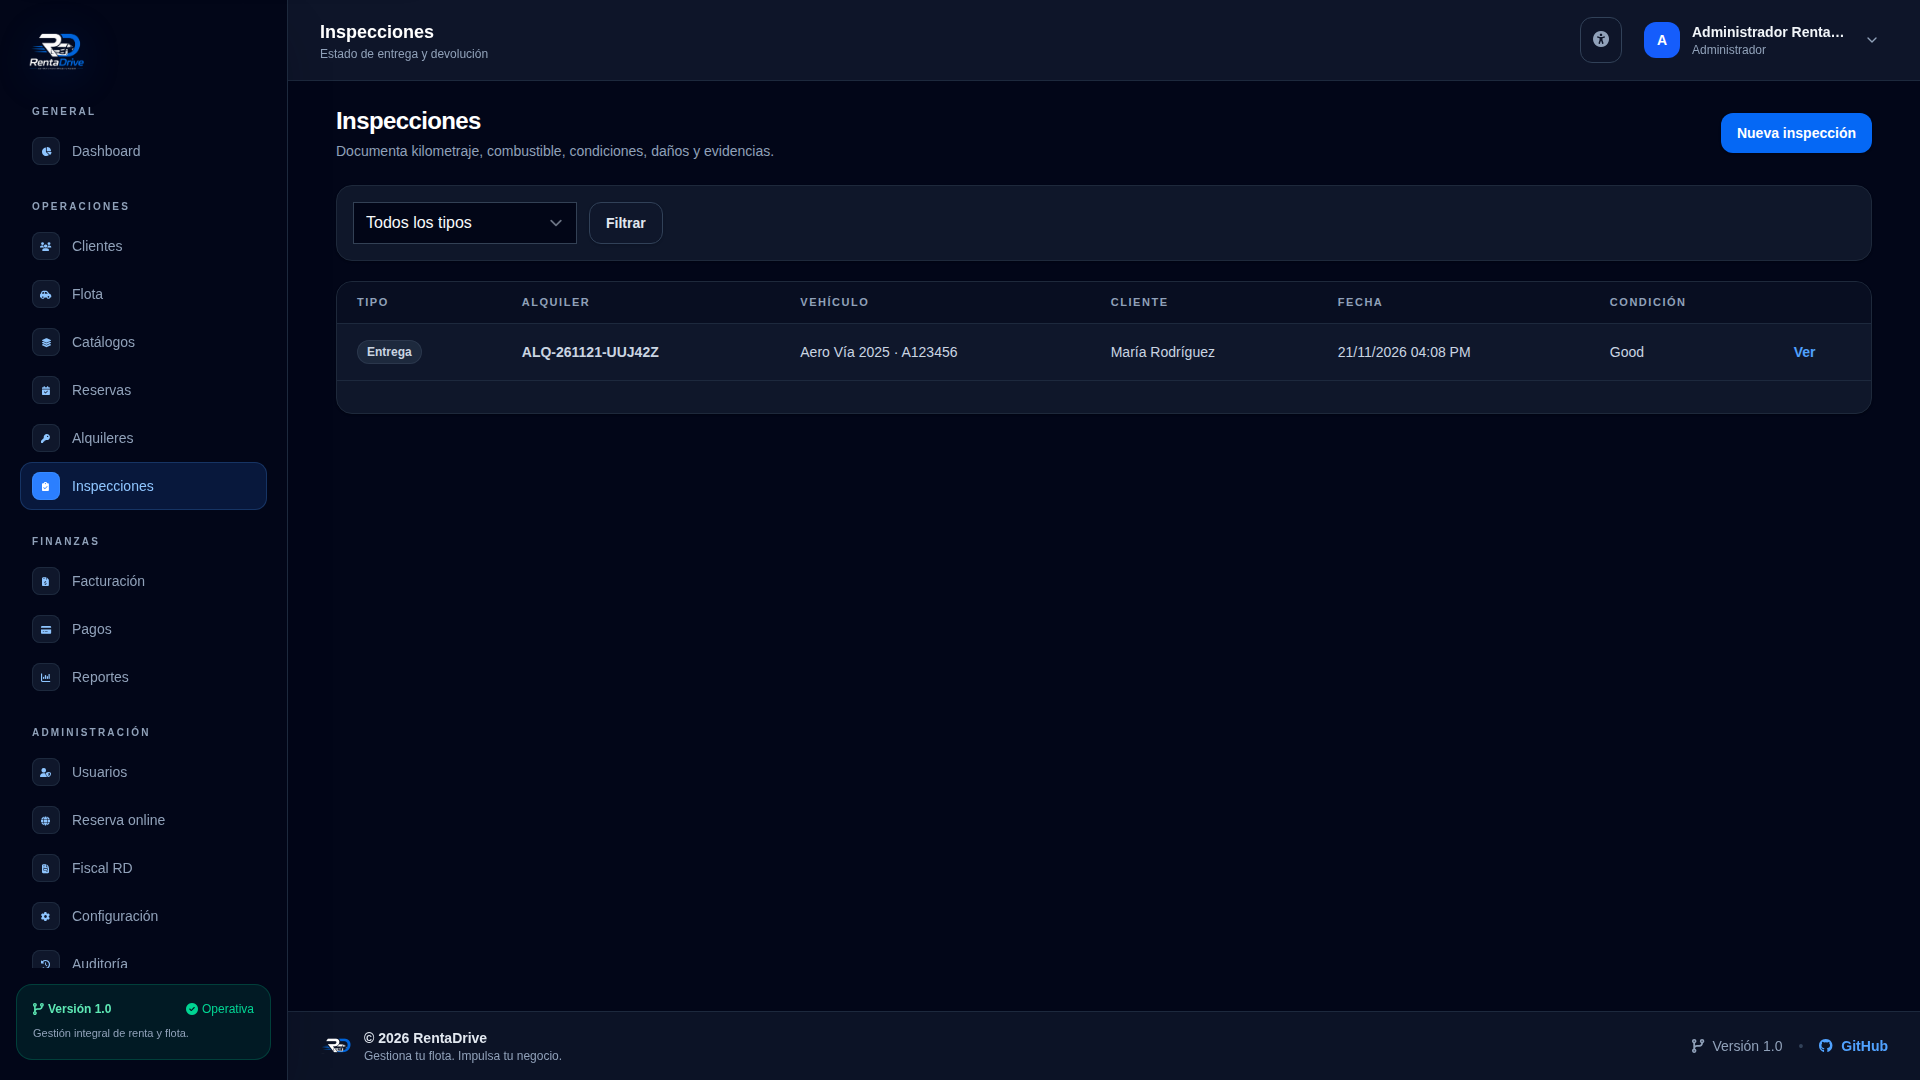 RentaDrive
GENERAL
Dashboard
OPERACIONES
Clientes
Flota
Catálogos
Reservas
Alquileres
Inspecciones
FINANZAS
Facturación
Pagos
Reportes
ADMINISTRACIÓN
Usuarios
Reserva online
Fiscal RD
Configuración
Auditoría
Versión 1.0 Operativa
Gestión integral de renta y flota.
Inspecciones
Estado de entrega y devolución
A Administrador Renta…
Administrador
Inspecciones
Documenta kilometraje, combustible, condiciones, daños y evidencias.
Nueva inspección
Todos los tipos Filtrar
TIPO ALQUILER VEHÍCULO CLIENTE FECHA CONDICIÓN
Entrega ALQ-261121-UUJ42Z Aero Vía 2025 · A123456 María Rodríguez 21/11/2026 04:08 PM Good Ver
© 2026 RentaDrive
Gestiona tu flota. Impulsa tu negocio.
Versión 1.0 • GitHub